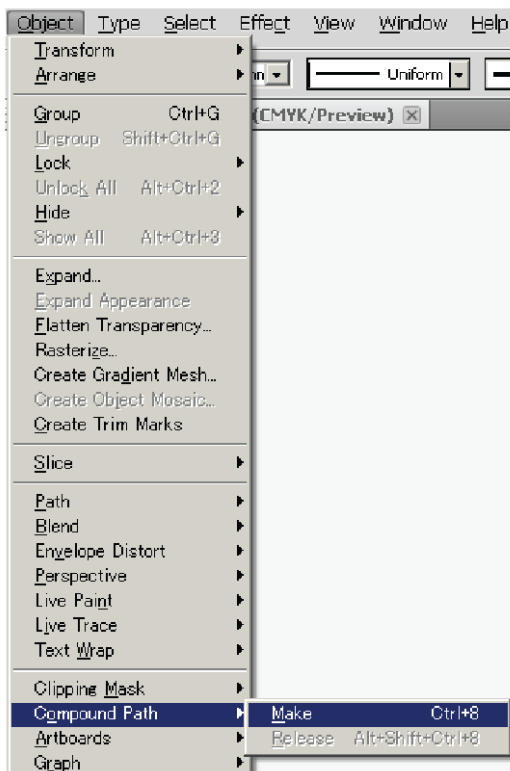 Object Type Select Effect View Window Help
Transform
Arrange
Uniform
Group Ctrl+G
(CMYK/Preview)
Ungroup Shift+Ctrl+G
Lock
Unlock All Alt+Ctrl+2
Hide
Show All Alt+Ctrl+3
Expand...
Expand Appearance
Flatten Transparency...
Rasterize...
Create Gradient Mesh...
Create Object Mosaic...
Create Trim Marks
Slice
Path
Blend
Envelope Distort
Perspective
Live Paint
Live Trace
Text Wrap
Clipping Mask
Compound Path
Make Ctrl+8
Artboards
Release Alt+Shift+Ctrl+8
Graph